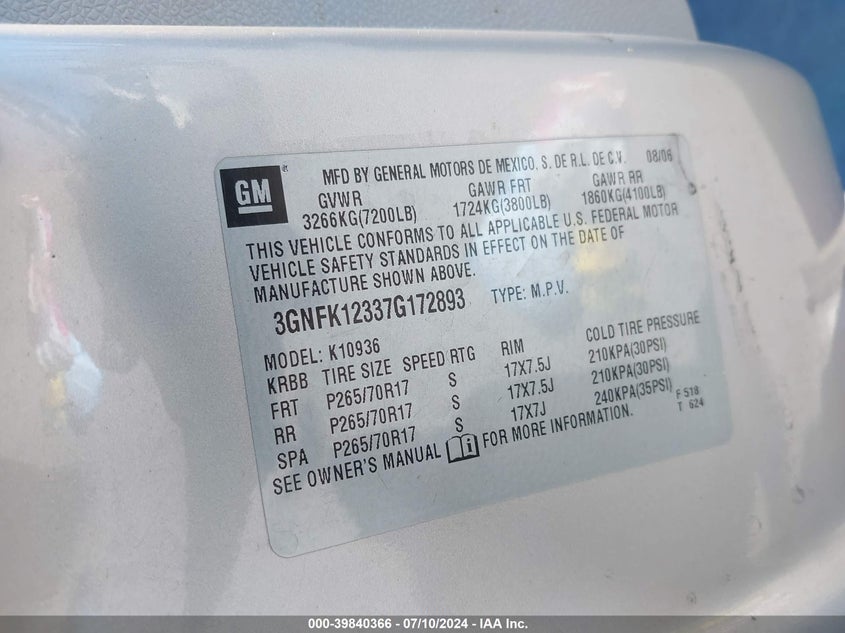 GM
MFD BY GENERAL MOTORS DE MEXICO, S. DE R.L. DE C.V. 08/06
GVWR GAWR FRT GAWR RR
3266KG(7200LB) 1724KG(3800LB) 1860KG(4100LB)
THIS VEHICLE CONFORMS TO ALL APPLICABLE U.S. FEDERAL MOTOR
VEHICLE SAFETY STANDARDS IN EFFECT ON THE DATE OF
MANUFACTURE SHOWN ABOVE.
3GNFK12337G172893 TYPE: M.P.V.
MODEL: K10936
KRBB TIRE SIZE SPEED RTG RIM COLD TIRE PRESSURE
FRT P265/70R17 S 17X7.5J 210KPA(30PSI)
RR P265/70R17 S 17X7.5J 210KPA(30PSI)
SPA P265/70R17 S 17X7J 240KPA(35PSI)
SEE OWNER'S MANUAL i FOR MORE INFORMATION.
F 518
T 624
000-39840366 - 07/10/2024 - IAA Inc.